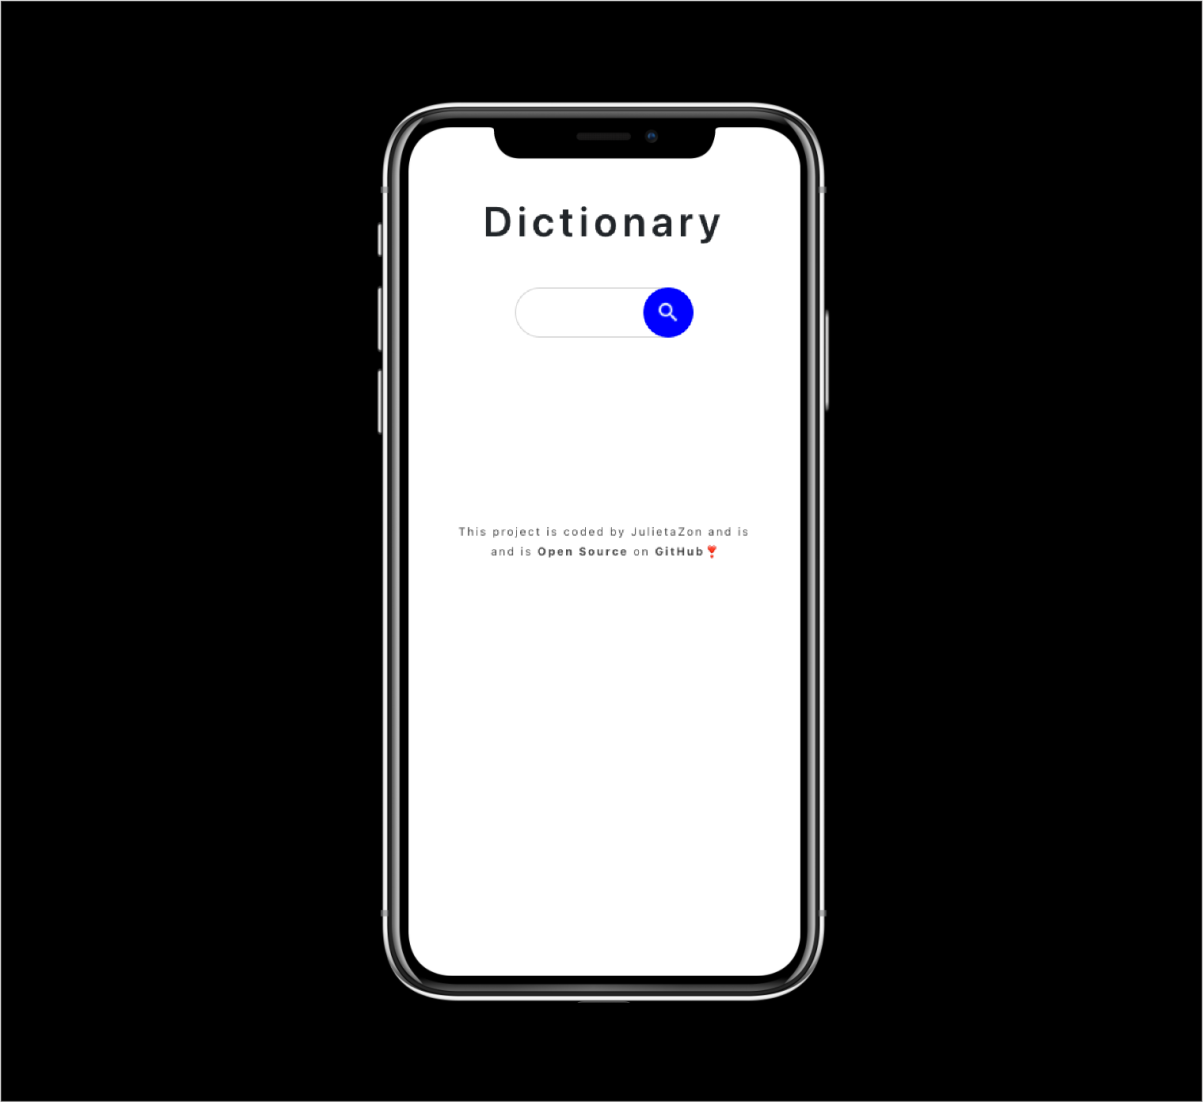 Dictionary
This project is coded by JulietaZon and is
and is Open Source on GitHub❣️